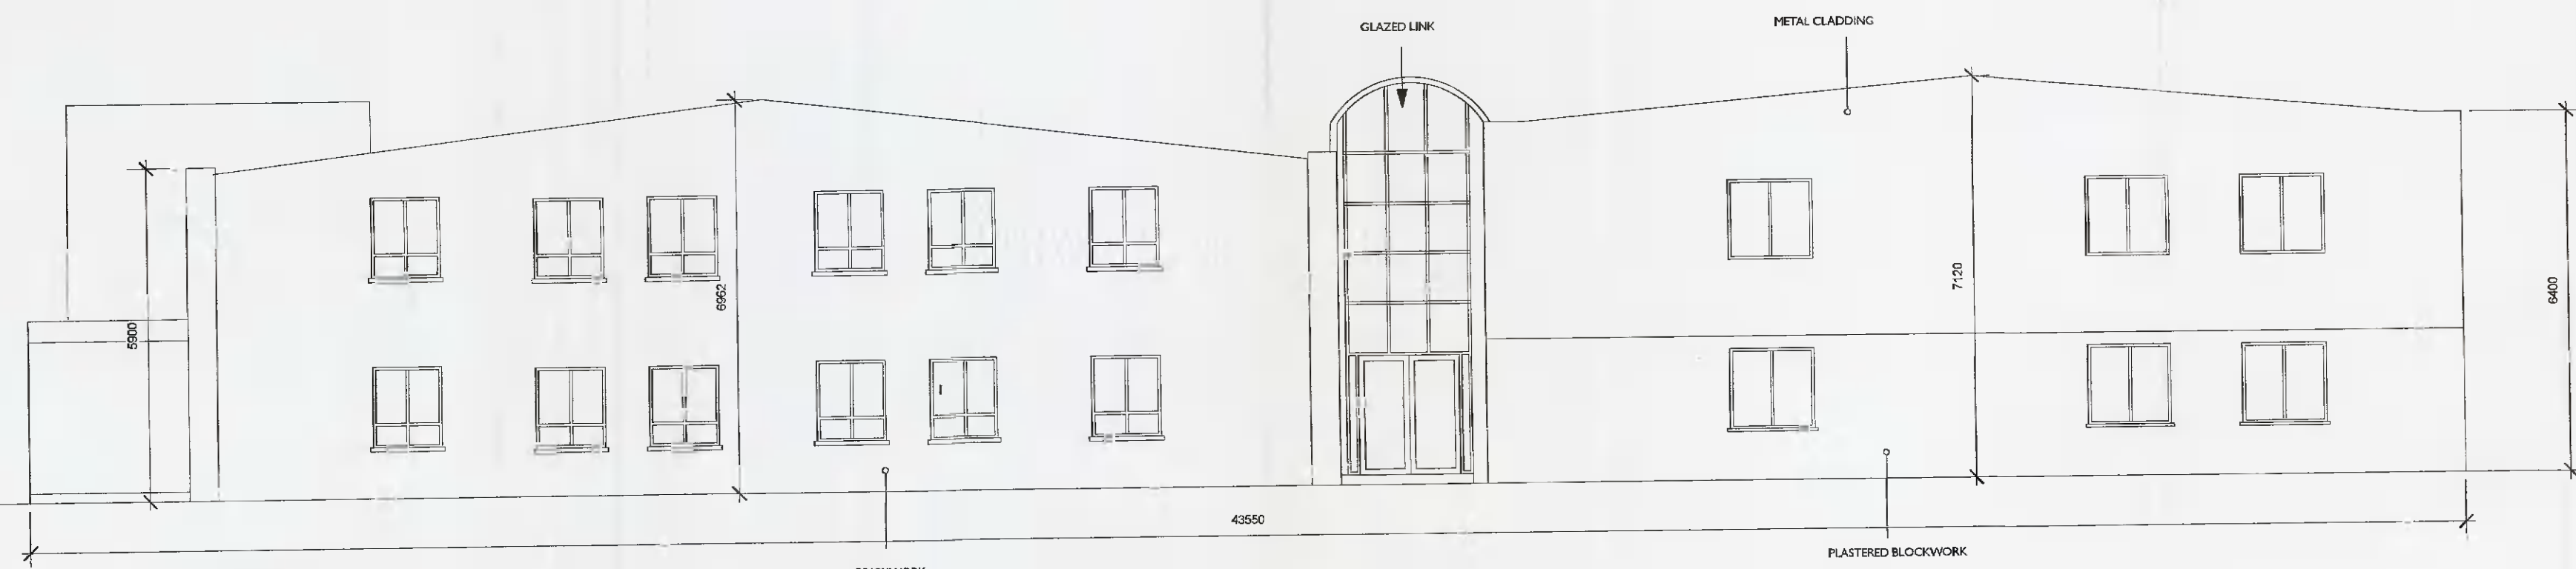 GLAZED LINK
METAL CLADDING
5900
6962
7120
6400
43550
PLASTERED BLOCKWORK